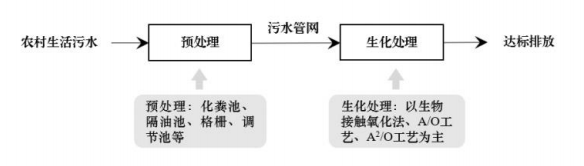 农村生活污水
预处理
污水管网
生化处理
达标排放
预处理：化粪池、
隔油池、格栅、调
节池等
生化处理：以生物
接触氧化法、A/O工
艺、A²/O工艺为主